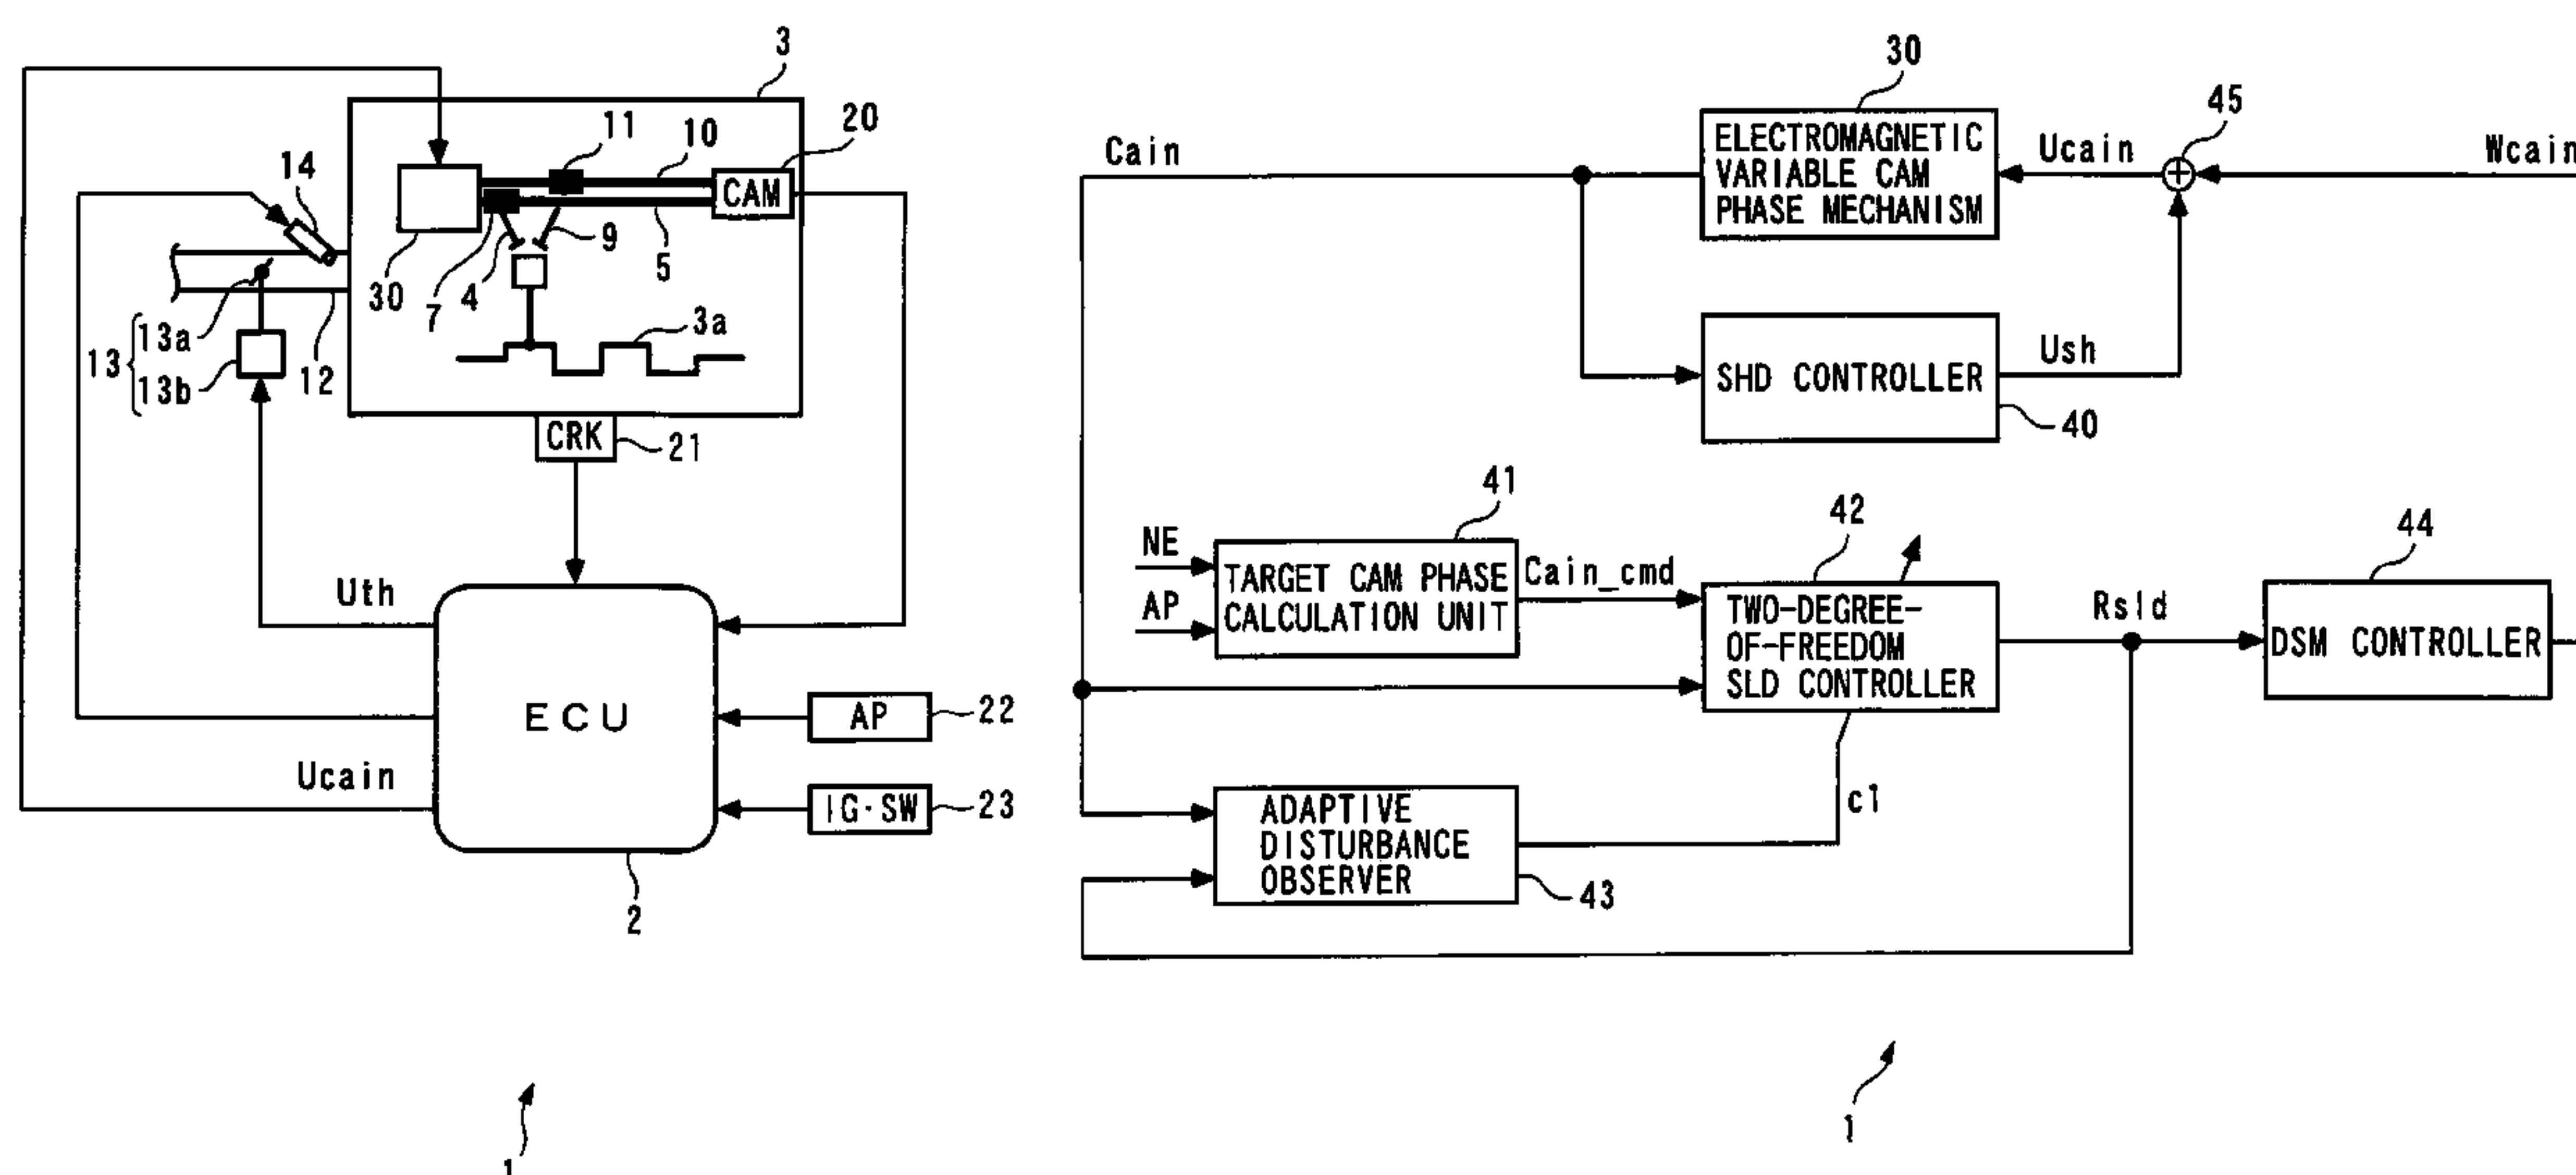 3
11
10
20
14
CAM
9
5
30
7
4
3a
13
13a
13b
12
CRK
21
Uth
ECU
AP
22
Ucain
IG·SW
23
2
1
30
45
Cain
ELECTROMAGNETIC
VARIABLE CAM
PHASE MECHANISM
Ucain
Wcain
SHD CONTROLLER
Ush
40
41
42
44
NE
AP
TARGET CAM PHASE
CALCULATION UNIT
Cain_cmd
TWO-DEGREE-
OF-FREEDOM
SLD CONTROLLER
Rsld
DSM CONTROLLER
ADAPTIVE
DISTURBANCE
OBSERVER
c1
43
1